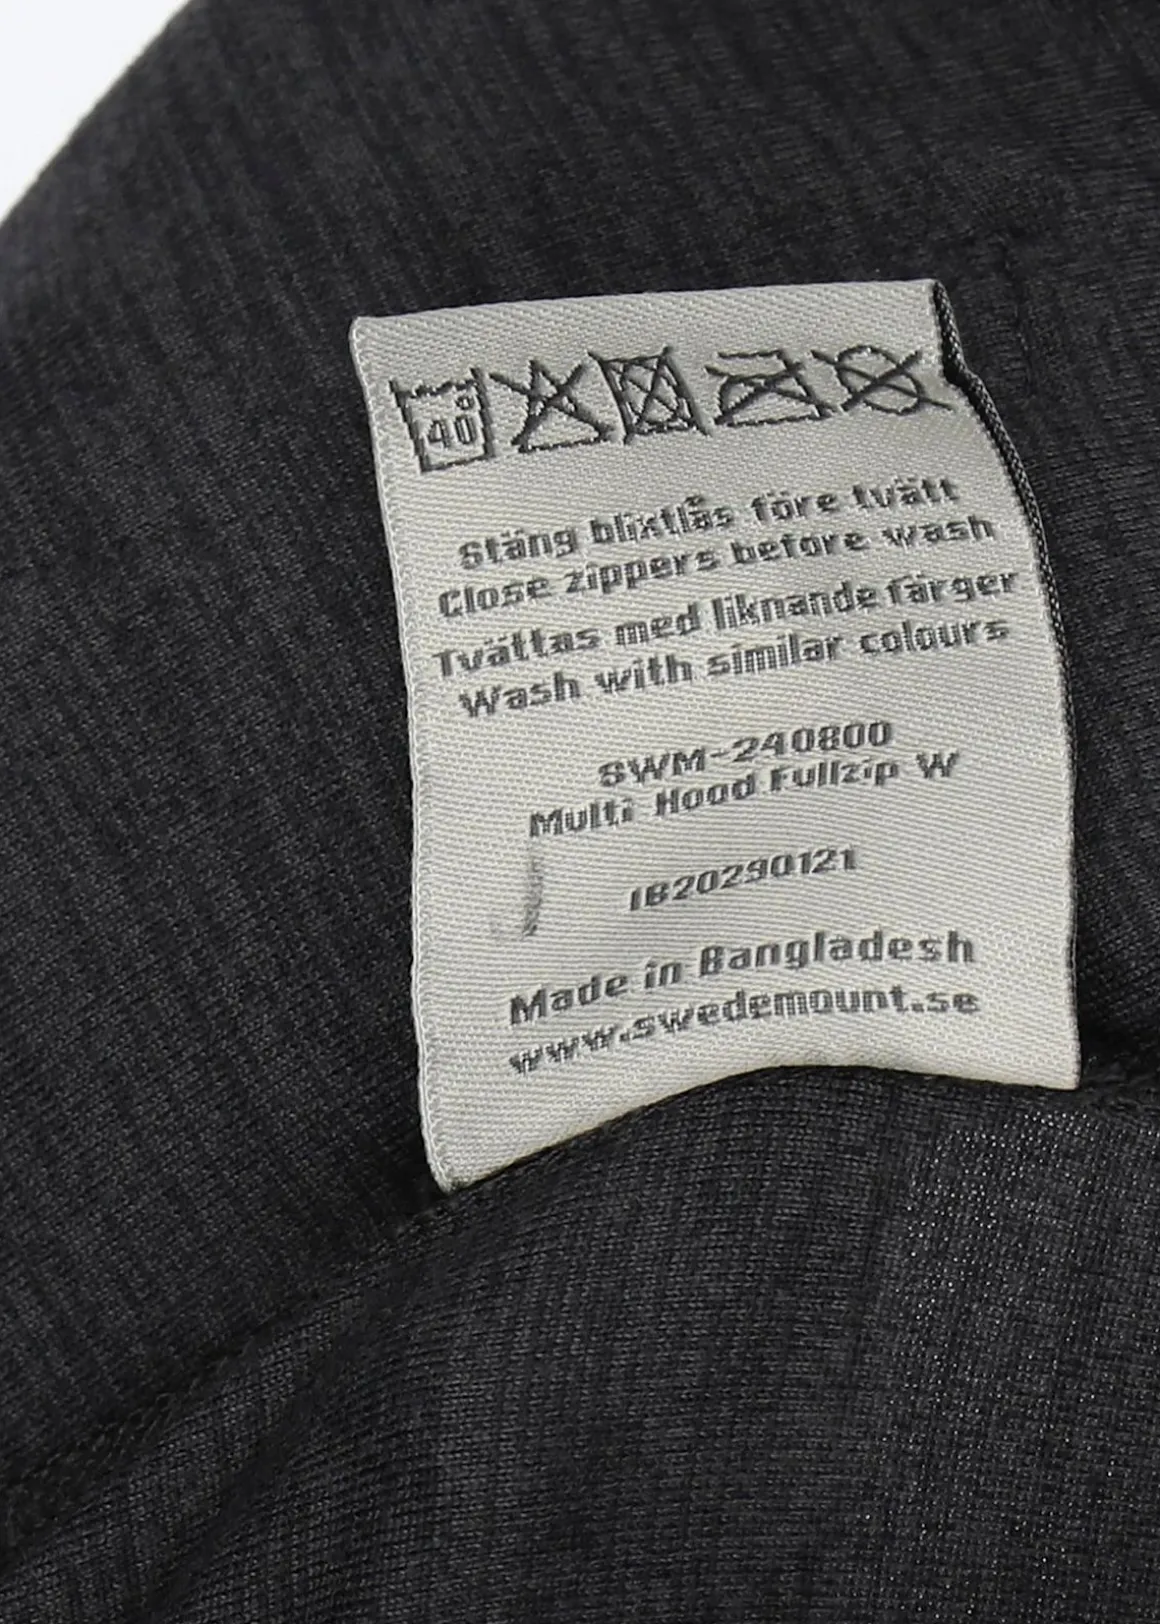 40°
Stäng blixtlås före tvätt
Close zippers before wash
Tvättas med liknande färger
Wash with similar colours
SWM-240800
Multi Hood Fullzip W
IB20290121
Made in Bangladesh
www.swedemount.se